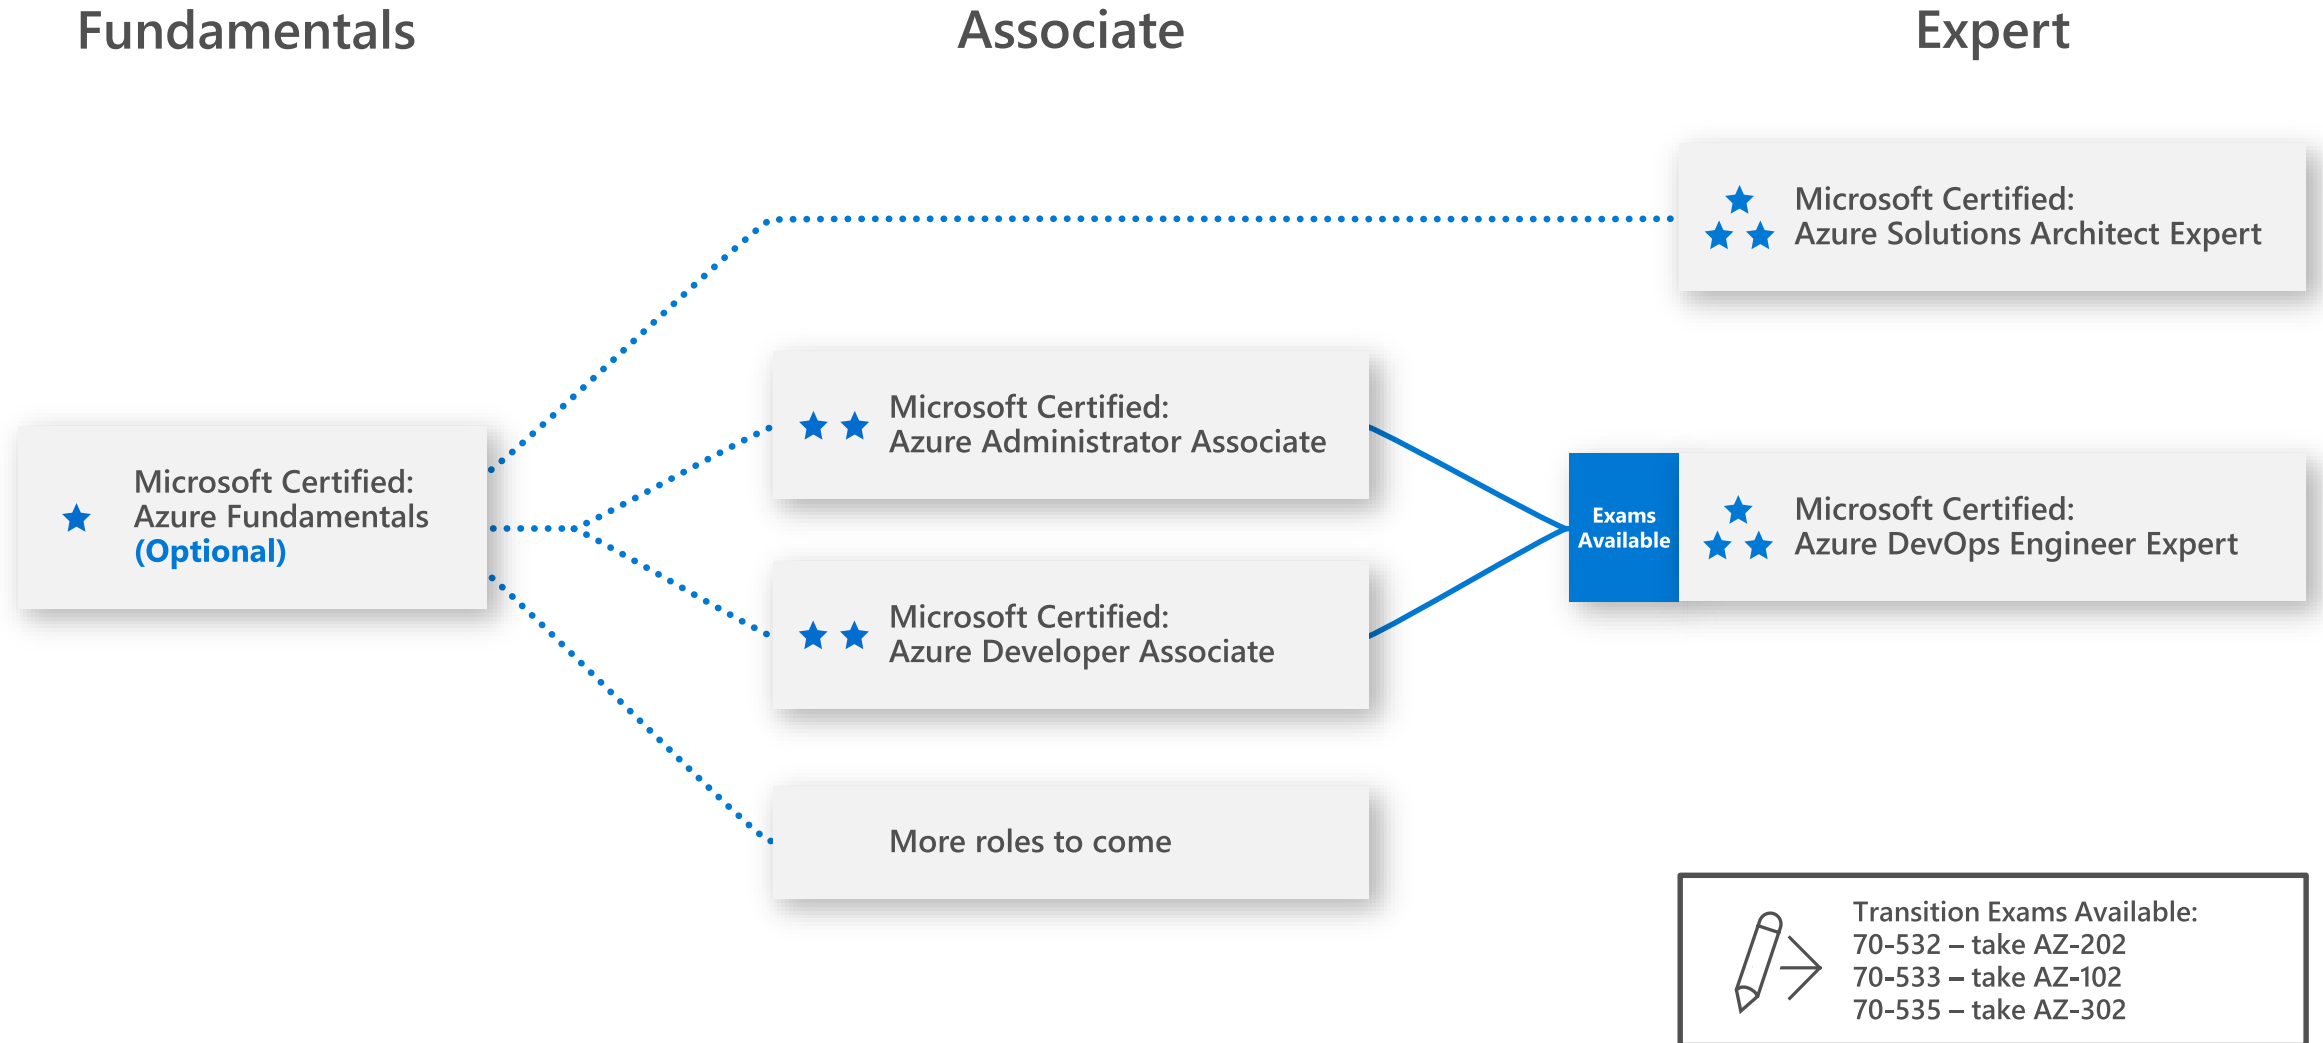 Fundamentals
Associate
Expert
Microsoft Certified:
Azure Solutions Architect Expert
Microsoft Certified:
Azure Administrator Associate
Microsoft Certified:
Azure Fundamentals
(Optional)
Exams
Available
Microsoft Certified:
Azure DevOps Engineer Expert
Microsoft Certified:
Azure Developer Associate
More roles to come
Transition Exams Available:
70-532 – take AZ-202
70-533 – take AZ-102
70-535 – take AZ-302